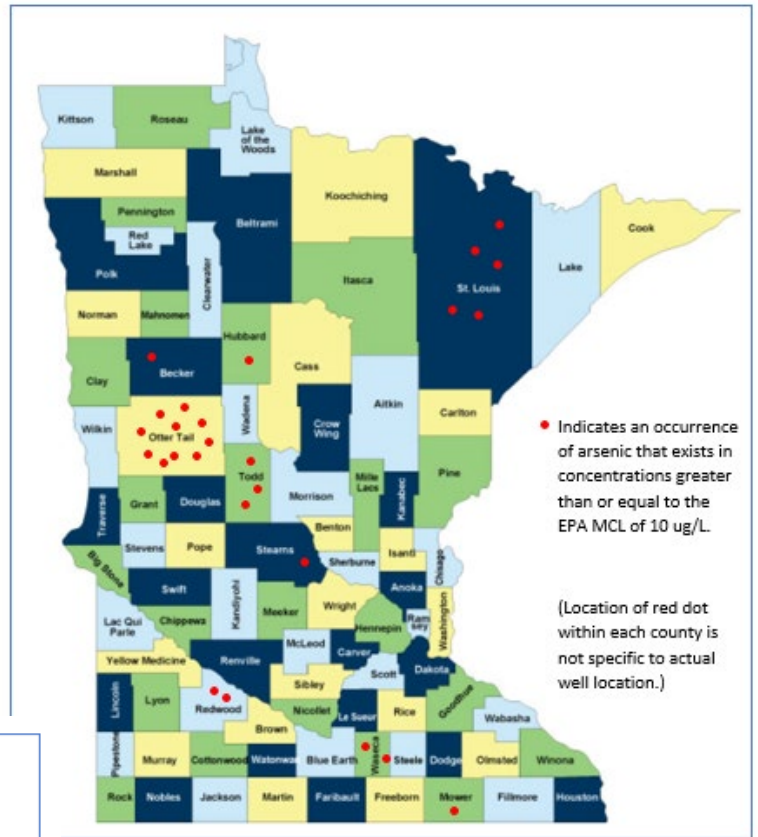 Kittson
Roseau
Lake
of the
Woods
Marshall
Koochiching
Pennington
Beltrami
Cook
Red
Lake
Polk
Clearwater
Itasca
St. Louis
Lake
Norman
Mahnomen
Hubbard
Cass
Clay
Becker
Aitkin
Wadena
Carlton
Crow
Wing
Wilkin
Otter Tail
Indicates an occurrence
of arsenic that exists in
concentrations greater
than or equal to the
EPA MCL of 10 ug/L.
Todd
Mille
Lacs
Pine
Kanabec
Morrison
Traverse
Grant
Douglas
Benton
Stevens
Pope
Stearns
Isanti
Chisago
Sherburne
Big Stone
Swift
Kandiyohi
Anoka
Washington
Meeker
Wright
(Location of red dot
within each county is
not specific to actual
well location.)
Lac Qui
Parle
Chippewa
Hennepin
Ram
sey
McLeod
Carver
Yellow Medicine
Renville
Scott
Dakota
Sibley
Lincoln
Lyon
Redwood
Nicollet
Le Sueur
Rice
Goodhue
Wabasha
Brown
Pipestone
Murray
Cottonwood
Watonwan
Blue Earth
Waseca
Steele
Dodge
Olmsted
Winona
Rock
Nobles
Jackson
Martin
Faribault
Freeborn
Mower
Fillmore
Houston